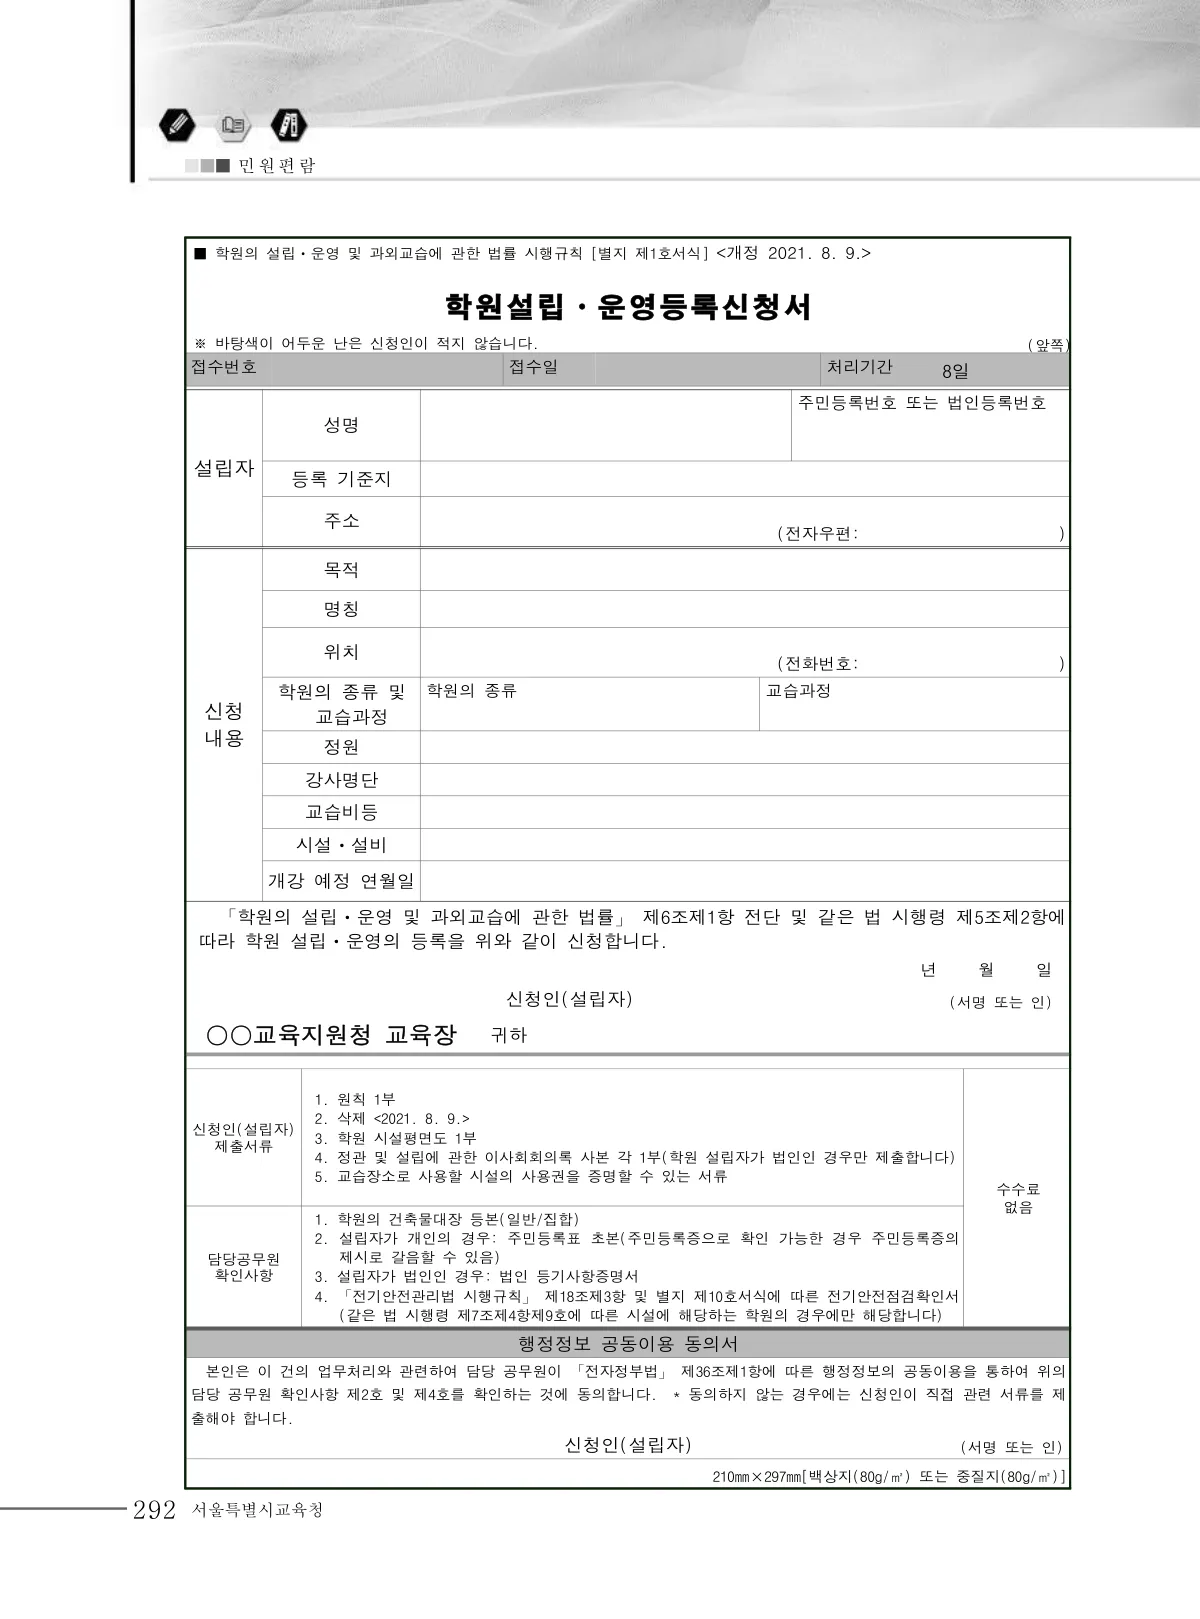 민원편람
■ 학원의 설립·운영 및 과외교습에 관한 법률 시행규칙 [별지 제1호서식] <개정 2021. 8. 9.>
학원설립·운영등록신청서
※ 바탕색이 어두운 난은 신청인이 적지 않습니다. (앞쪽)
접수번호 접수일 처리기간 8일
설립자
성명
주민등록번호 또는 법인등록번호
등록 기준지
주소
(전자우편: )
신청
내용
목적
명칭
위치
(전화번호: )
학원의 종류 및
교습과정
학원의 종류
교습과정
정원
강사명단
교습비등
시설·설비
개강 예정 연월일
「학원의 설립·운영 및 과외교습에 관한 법률」 제6조제1항 전단 및 같은 법 시행령 제5조제2항에
따라 학원 설립·운영의 등록을 위와 같이 신청합니다.
년 월 일
신청인(설립자) (서명 또는 인)
○○교육지원청 교육장 귀하
신청인(설립자)
제출서류
1. 원칙 1부
2. 삭제 <2021. 8. 9.>
3. 학원 시설평면도 1부
4. 정관 및 설립에 관한 이사회회의록 사본 각 1부(학원 설립자가 법인인 경우만 제출합니다)
5. 교습장소로 사용할 시설의 사용권을 증명할 수 있는 서류
수수료
없음
담당공무원
확인사항
1. 학원의 건축물대장 등본(일반/집합)
2. 설립자가 개인의 경우: 주민등록표 초본(주민등록증으로 확인 가능한 경우 주민등록증의
제시로 갈음할 수 있음)
3. 설립자가 법인인 경우: 법인 등기사항증명서
4. 「전기안전관리법 시행규칙」 제18조제3항 및 별지 제10호서식에 따른 전기안전점검확인서
(같은 법 시행령 제7조제4항제9호에 따른 시설에 해당하는 학원의 경우에만 해당합니다)
행정정보 공동이용 동의서
본인은 이 건의 업무처리와 관련하여 담당 공무원이 「전자정부법」 제36조제1항에 따른 행정정보의 공동이용을 통하여 위의
담당 공무원 확인사항 제2호 및 제4호를 확인하는 것에 동의합니다. * 동의하지 않는 경우에는 신청인이 직접 관련 서류를 제
출해야 합니다.
신청인(설립자) (서명 또는 인)
210㎜×297㎜[백상지(80g/㎡) 또는 중질지(80g/㎡)]
292 서울특별시교육청